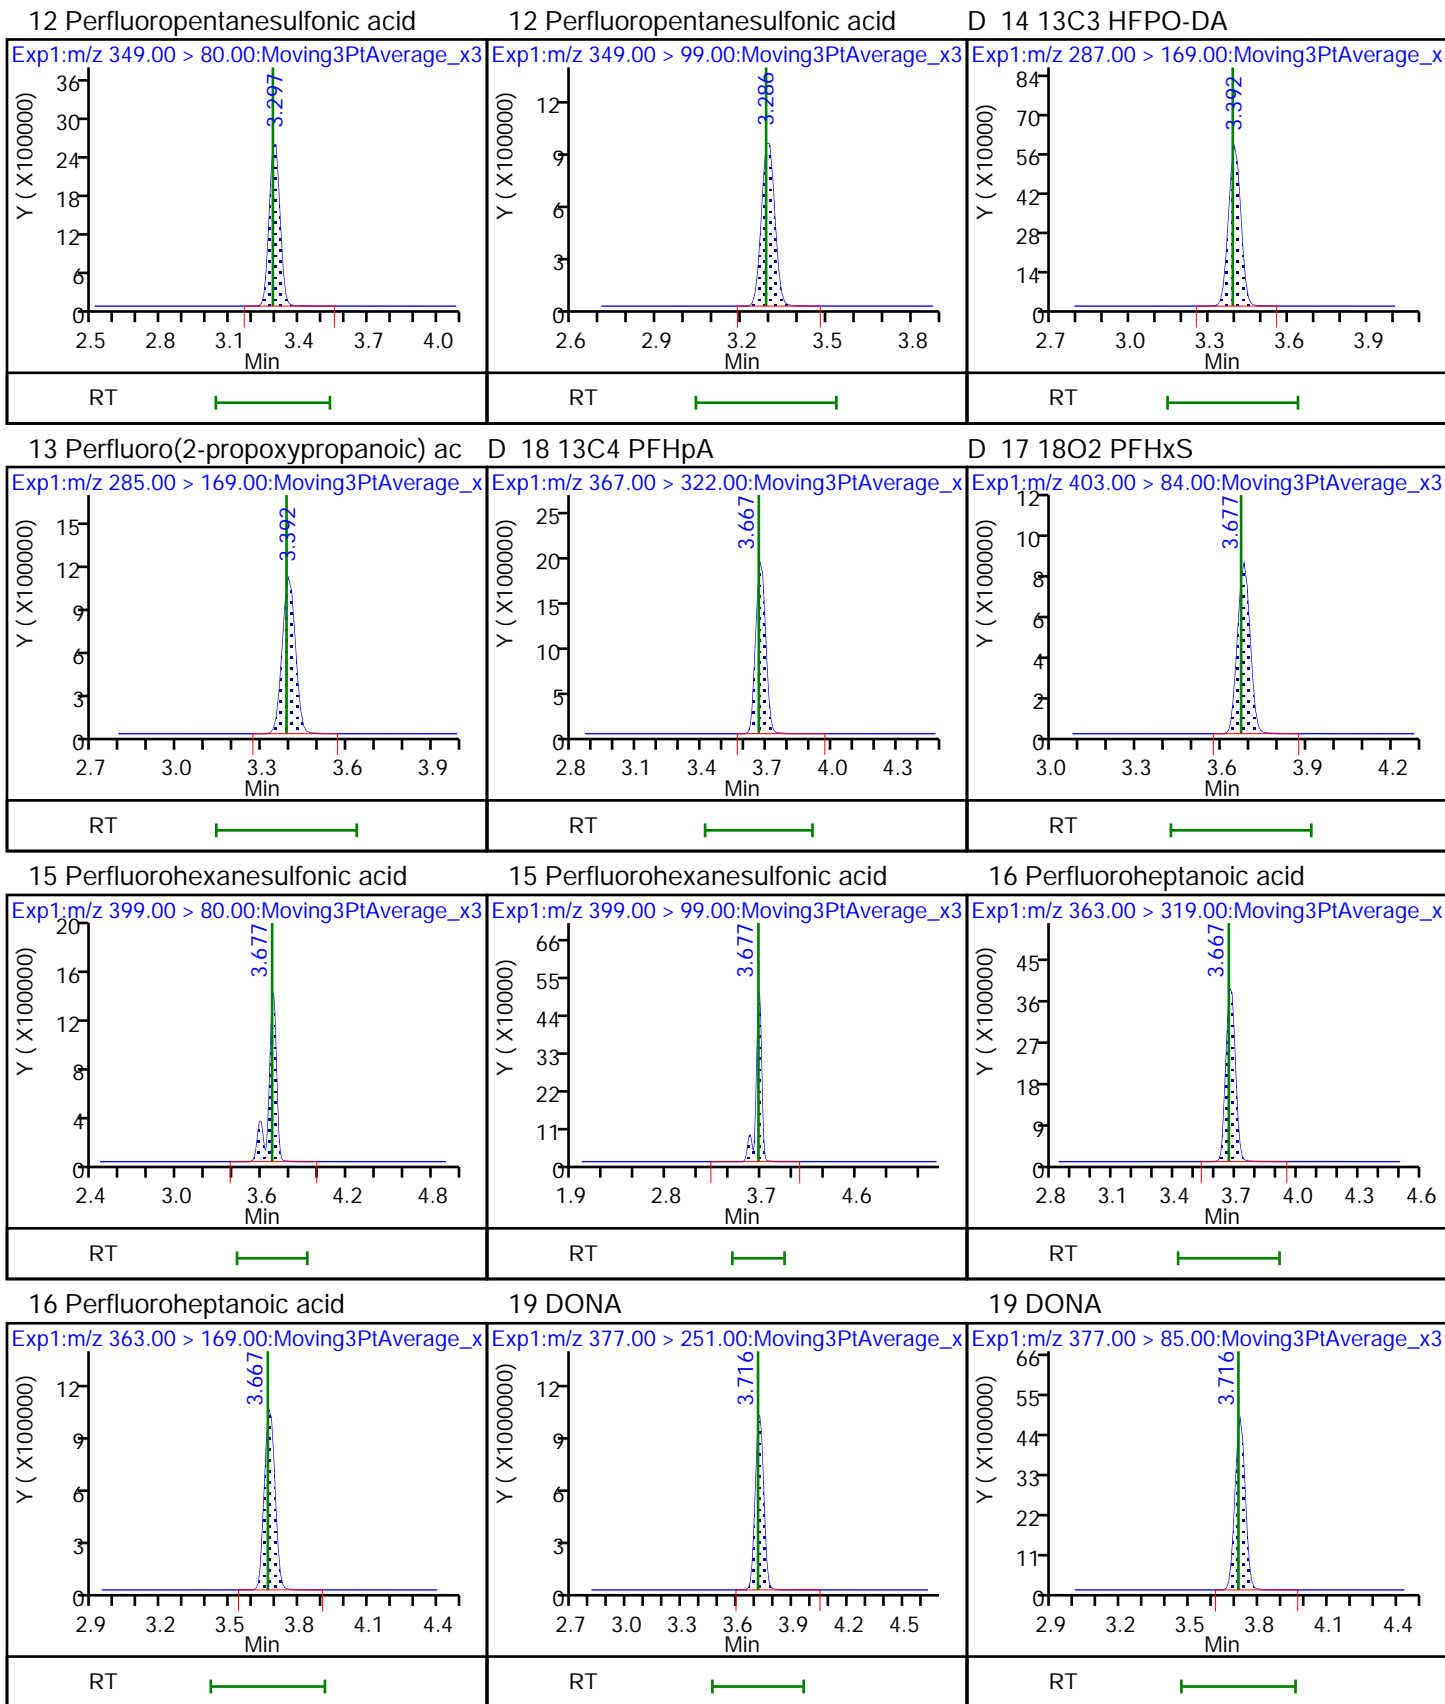 12 Perfluoropentanesulfonic acid
Exp1:m/z 349.00 > 80.00:Moving3PtAverage_x3
Y ( X100000)
36
30
24
18
12
6
0
3.297
2.5 2.8 3.1 3.4 3.7 4.0
Min
RT
12 Perfluoropentanesulfonic acid
Exp1:m/z 349.00 > 99.00:Moving3PtAverage_x3
Y ( X100000)
12
9
6
3
0
3.286
2.6 2.9 3.2 3.5 3.8
Min
RT
D 14 13C3 HFPO-DA
Exp1:m/z 287.00 > 169.00:Moving3PtAverage_x
Y ( X10000)
84
70
56
42
28
14
0
3.392
2.7 3.0 3.3 3.6 3.9
Min
RT
13 Perfluoro(2-propoxypropanoic) ac
Exp1:m/z 285.00 > 169.00:Moving3PtAverage_x
Y ( X100000)
15
12
9
6
3
0
3.392
2.7 3.0 3.3 3.6 3.9
Min
RT
D 18 13C4 PFHpA
Exp1:m/z 367.00 > 322.00:Moving3PtAverage_x
Y ( X100000)
25
20
15
10
5
0
3.667
2.8 3.1 3.4 3.7 4.0 4.3
Min
RT
D 17 18O2 PFHxS
Exp1:m/z 403.00 > 84.00:Moving3PtAverage_x3
Y ( X100000)
12
10
8
6
4
2
0
3.677
3.0 3.3 3.6 3.9 4.2
Min
RT
15 Perfluorohexanesulfonic acid
Exp1:m/z 399.00 > 80.00:Moving3PtAverage_x3
Y ( X100000)
20
16
12
8
4
0
3.677
2.4 3.0 3.6 4.2 4.8
Min
RT
15 Perfluorohexanesulfonic acid
Exp1:m/z 399.00 > 99.00:Moving3PtAverage_x3
Y ( X10000)
66
55
44
33
22
11
0
3.677
1.9 2.8 3.7 4.6
Min
RT
16 Perfluoroheptanoic acid
Exp1:m/z 363.00 > 319.00:Moving3PtAverage_x
Y ( X100000)
45
36
27
18
9
0
3.667
2.8 3.1 3.4 3.7 4.0 4.3 4.6
Min
RT
16 Perfluoroheptanoic acid
Exp1:m/z 363.00 > 169.00:Moving3PtAverage_x
Y ( X100000)
12
9
6
3
0
3.667
2.9 3.2 3.5 3.8 4.1 4.4
Min
RT
19 DONA
Exp1:m/z 377.00 > 251.00:Moving3PtAverage_x
Y ( X1000000)
12
9
6
3
0
3.716
2.7 3.0 3.3 3.6 3.9 4.2 4.5
Min
RT
19 DONA
Exp1:m/z 377.00 > 85.00:Moving3PtAverage_x3
Y ( X100000)
66
55
44
33
22
11
0
3.716
2.9 3.2 3.5 3.8 4.1 4.4
Min
RT